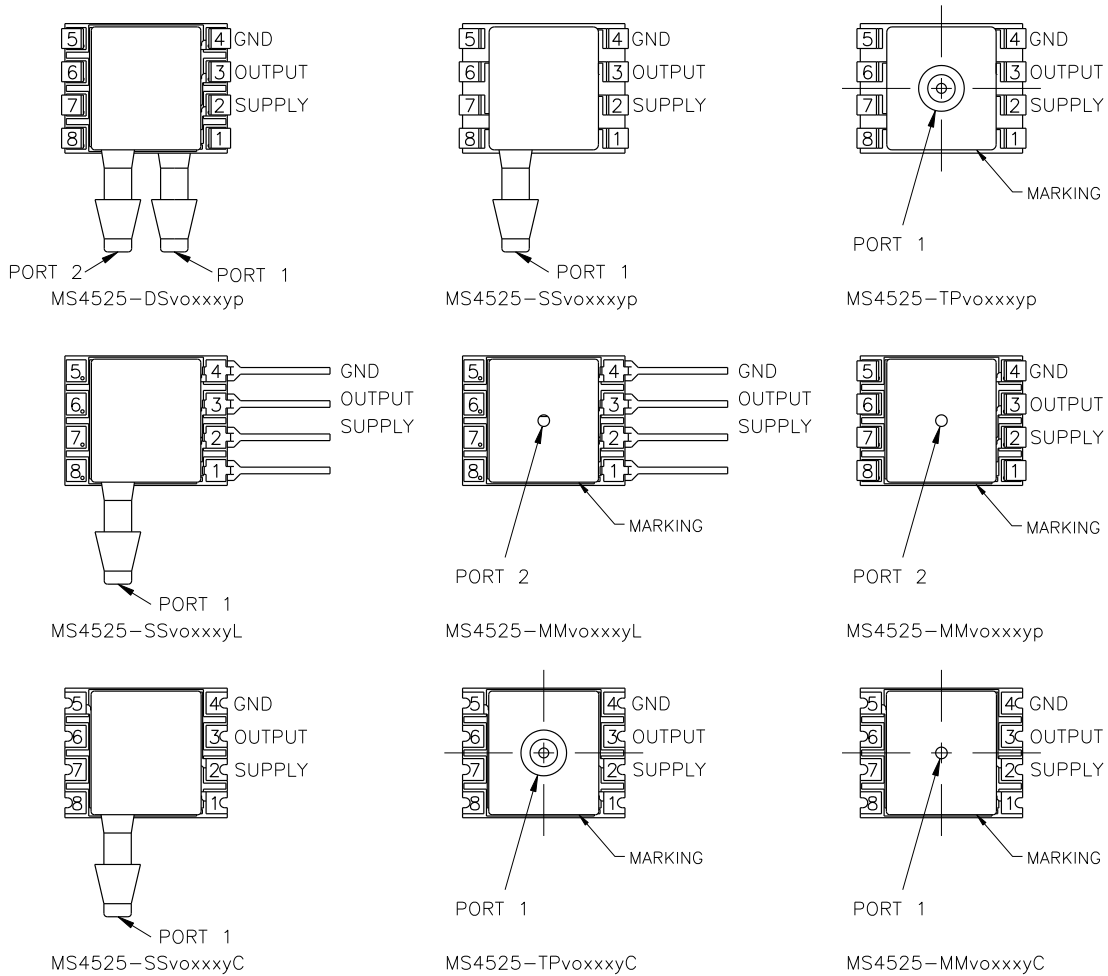 5 4 GND
6 3 OUTPUT
7 2 SUPPLY
8 1
PORT 2 PORT 1
MS4525-DSvoxxxyp
5 4 GND
6 3 OUTPUT
7 2 SUPPLY
8 1
PORT 1
MS4525-SSvoxxxyp
5 4 GND
6 3 OUTPUT
7 2 SUPPLY
8 1
MARKING
PORT 1
MS4525-TPvoxxxyp
5 4 GND
6 3 OUTPUT
7 2 SUPPLY
8 1
PORT 1
MS4525-SSvoxxxyL
5 4 GND
6 3 OUTPUT
7 2 SUPPLY
8 1
MARKING
PORT 2
MS4525-MMvoxxxyL
5 4 GND
6 3 OUTPUT
7 2 SUPPLY
8 1
MARKING
PORT 2
MS4525-MMvoxxxyp
5 4 GND
6 3 OUTPUT
7 2 SUPPLY
8 1
PORT 1
MS4525-SSvoxxxyC
5 4 GND
6 3 OUTPUT
7 2 SUPPLY
8 1
MARKING
PORT 1
MS4525-TPvoxxxyC
5 4 GND
6 3 OUTPUT
7 2 SUPPLY
8 1
MARKING
PORT 1
MS4525-MMvoxxxyC